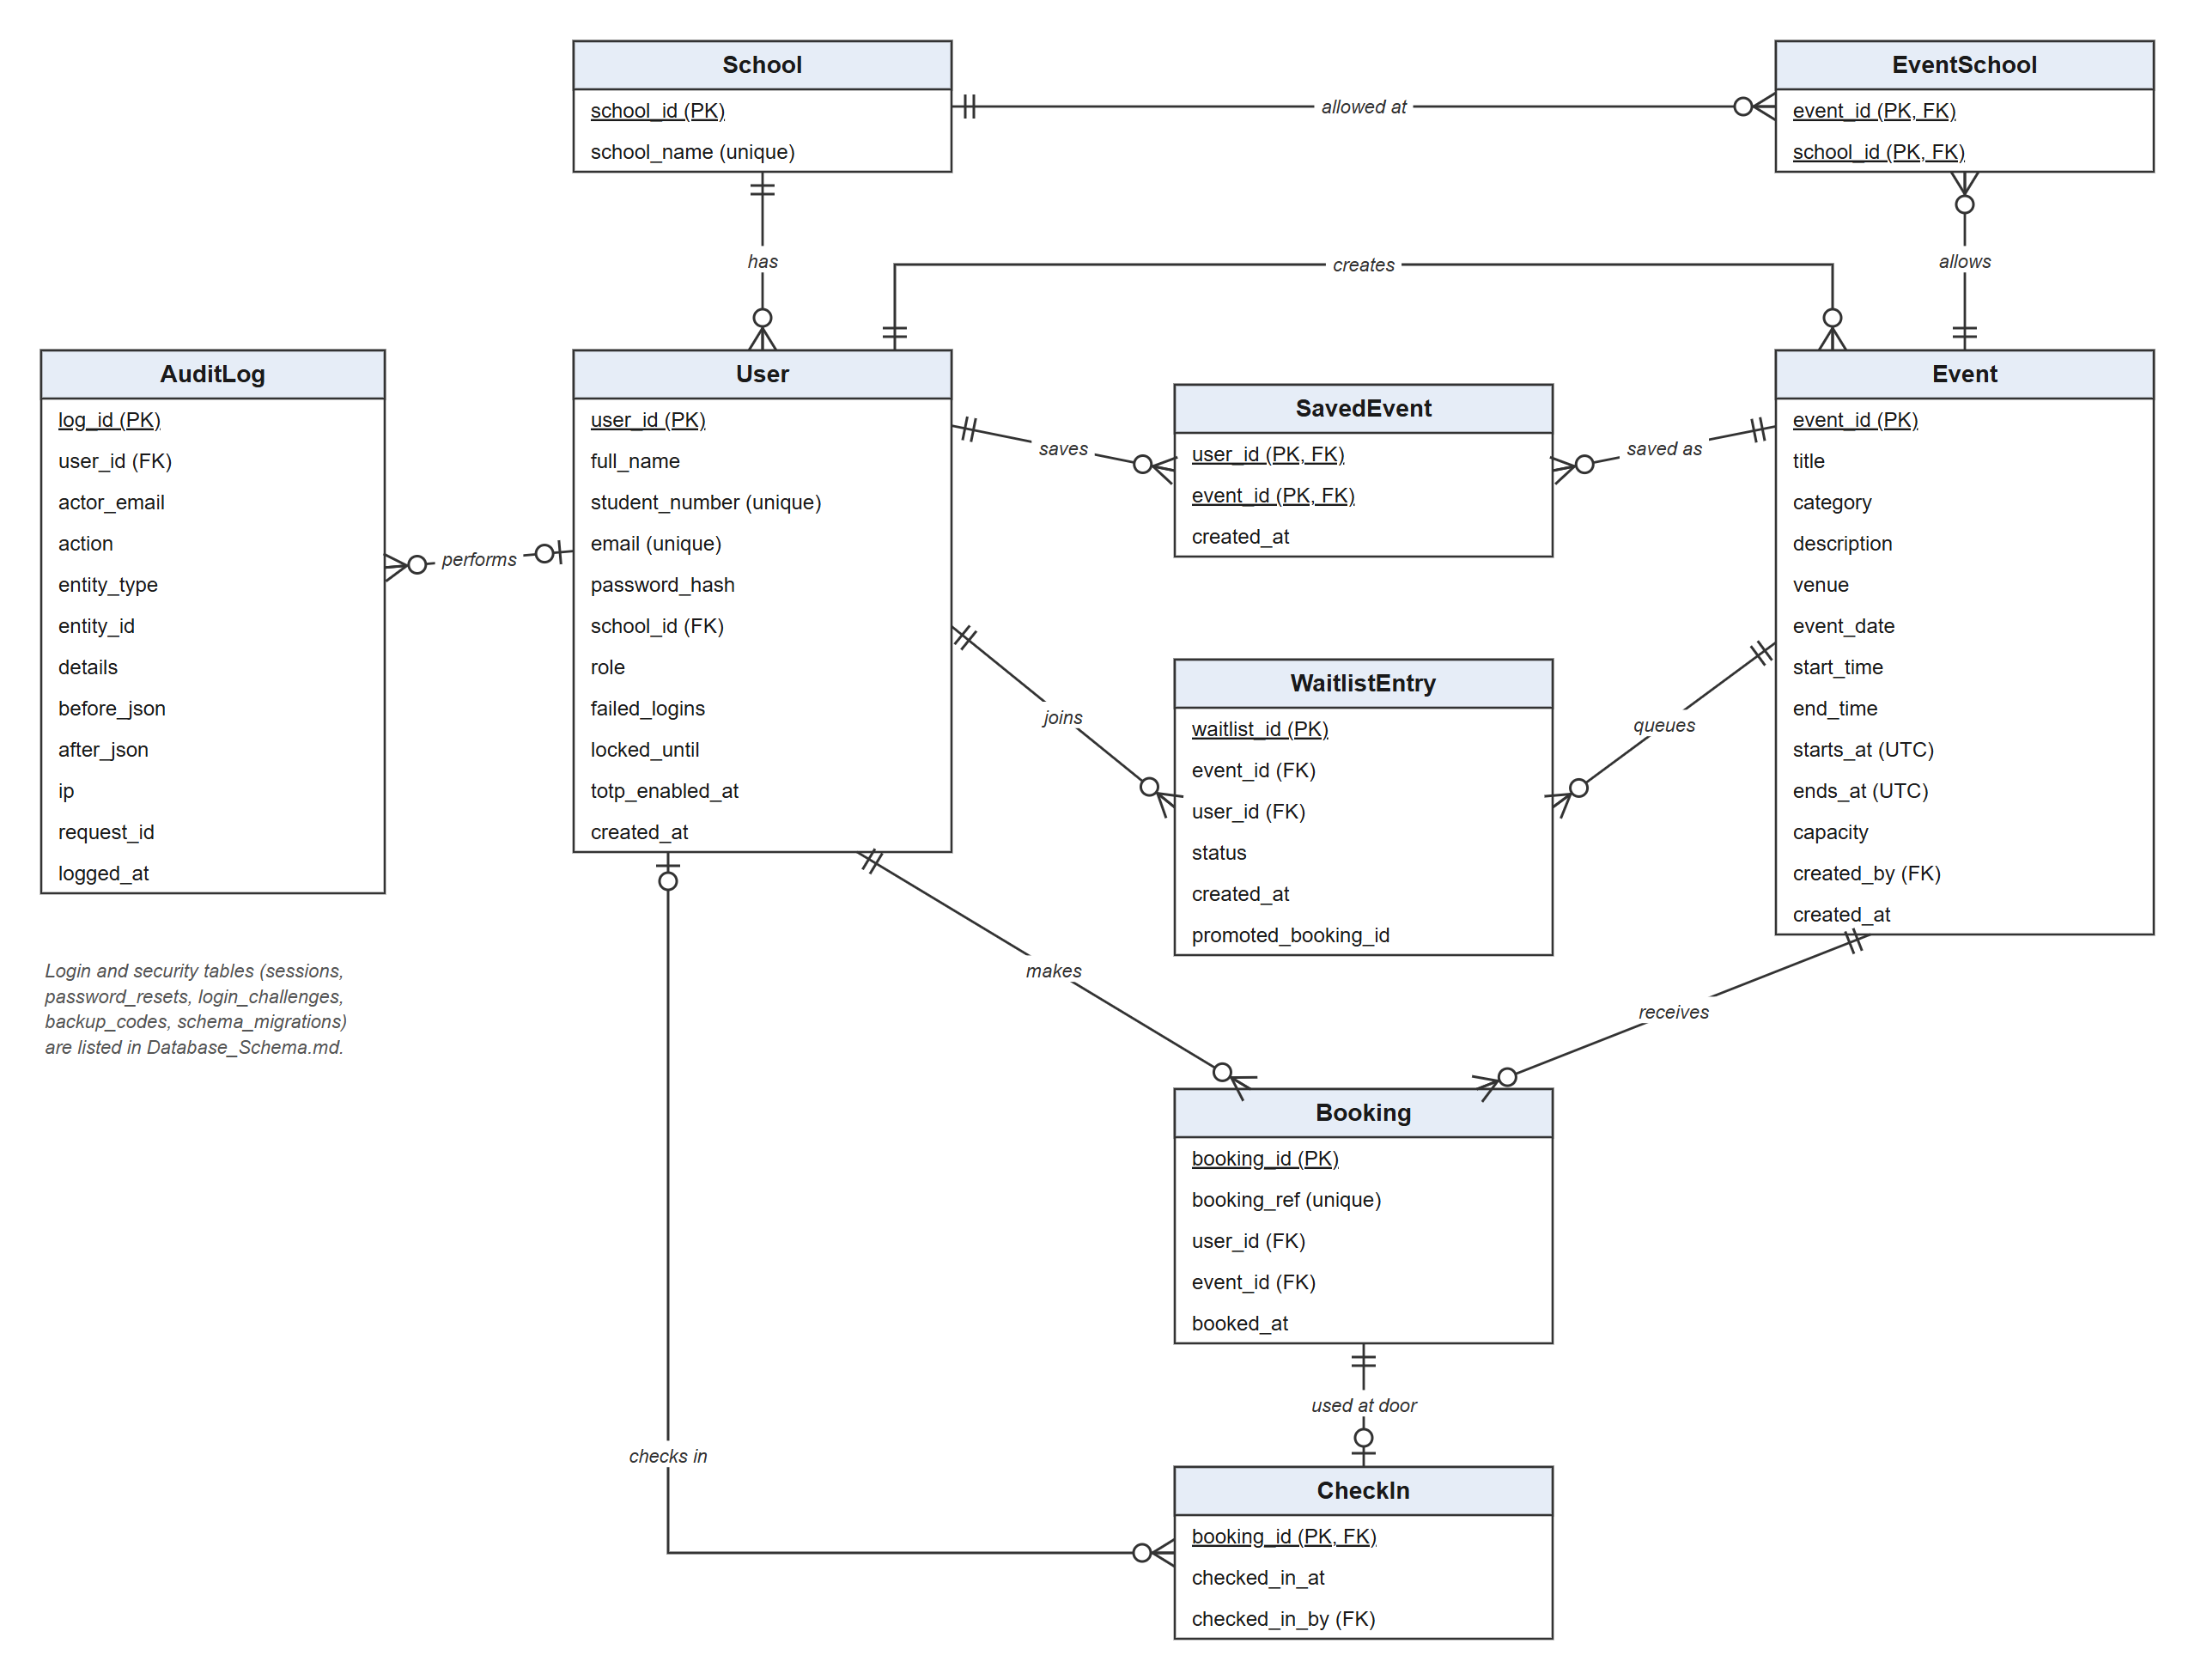 School
school_id (PK)
school_name (unique)
allowed at
EventSchool
event_id (PK, FK)
school_id (PK, FK)
has
creates
allows
AuditLog
log_id (PK)
user_id (FK)
actor_email
action
entity_type
entity_id
details
before_json
after_json
ip
request_id
logged_at
performs
User
user_id (PK)
full_name
student_number (unique)
email (unique)
password_hash
school_id (FK)
role
failed_logins
locked_until
totp_enabled_at
created_at
saves
SavedEvent
user_id (PK, FK)
event_id (PK, FK)
created_at
saved as
Event
event_id (PK)
title
category
description
venue
event_date
start_time
end_time
starts_at (UTC)
ends_at (UTC)
capacity
created_by (FK)
created_at
joins
WaitlistEntry
waitlist_id (PK)
event_id (FK)
user_id (FK)
status
created_at
promoted_booking_id
queues
Login and security tables (sessions,
password_resets, login_challenges,
backup_codes, schema_migrations)
are listed in Database_Schema.md.
makes
receives
Booking
booking_id (PK)
booking_ref (unique)
user_id (FK)
event_id (FK)
booked_at
used at door
checks in
CheckIn
booking_id (PK, FK)
checked_in_at
checked_in_by (FK)